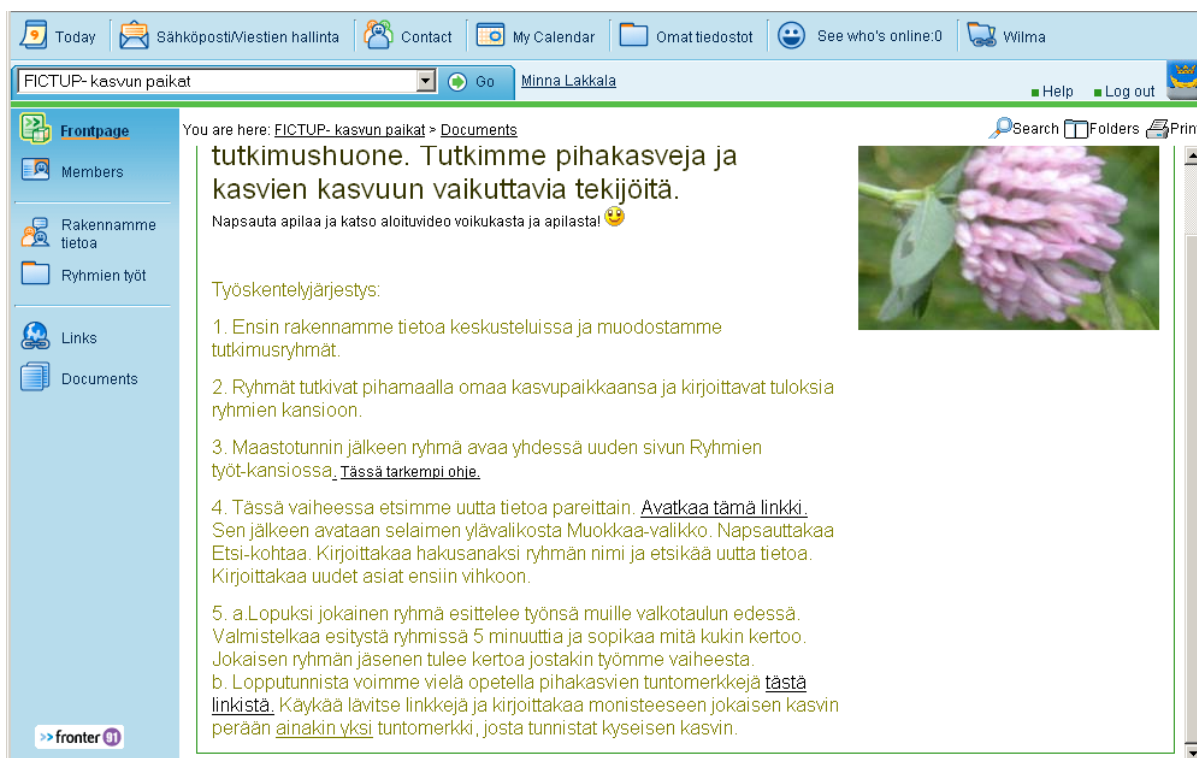 Today Sähköposti/Viestien hallinta Contact My Calendar Omat tiedostot See who's online:0 Wilma
FICTUP- kasvun paikat Go Minna Lakkala
Help Log out
Frontpage
Members
Rakennamme
tietoa
Ryhmien työt
Links
Documents
>> fronter 91
You are here: FICTUP- kasvun paikat > Documents
Search Folders Prin
tutkimushuone. Tutkimme pihakasveja ja
kasvien kasvuun vaikuttavia tekijöitä.
Napsauta apilaa ja katso aloituvideo voikukasta ja apilasta!
Työskentelyjärjestys:
1. Ensin rakennamme tietoa keskusteluissa ja muodostamme
tutkimusryhmät.
2. Ryhmät tutkivat pihamaalla omaa kasvupaikkaansa ja kirjoittavat tuloksia
ryhmien kansioon.
3. Maastotunnin jälkeen ryhmä avaa yhdessä uuden sivun Ryhmien
työt-kansiossa. Tässä tarkempi ohje.
4. Tässä vaiheessa etsimme uutta tietoa pareittain. Avatkaa tämä linkki.
Sen jälkeen avataan selaimen ylävalikosta Muokkaa-valikko. Napsauttakaa
Etsi-kohtaa. Kirjoittakaa hakusanaksi ryhmän nimi ja etsikää uutta tietoa.
Kirjoittakaa uudet asiat ensiin vihkoon.
5. a.Lopuksi jokainen ryhmä esittelee työnsä muille valkotaulun edessä.
Valmistelkaa esitystä ryhmissä 5 minuuttia ja sopikaa mitä kukin kertoo.
Jokaisen ryhmän jäsenen tulee kertoa jostakin työmme vaiheesta.
b. Lopputunnista voimme vielä opetella pihakasvien tuntomerkkejä tästä
linkistä. Käykää lävitse linkkejä ja kirjoittakaa monisteeseen jokaisen kasvin
perään ainakin yksi tuntomerkki, josta tunnistat kyseisen kasvin.